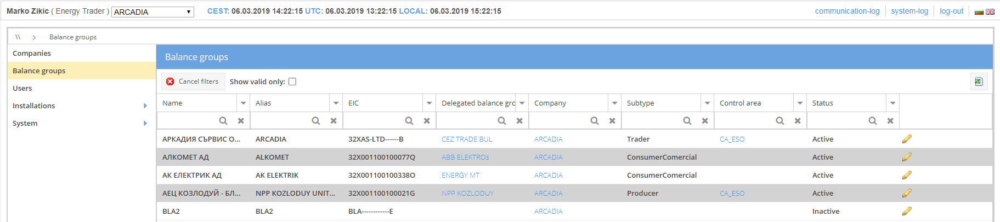 Marko Zikic ( Energy Trader ) ARCADIA CEST: 06.03.2019 14:22:15 UTC: 06.03.2019 13:22:15 LOCAL: 06.03.2019 15:22:15 communication-log system-log log-out
\\ > Balance groups
Companies
Balance groups
Users
Installations
System
Balance groups
Cancel filters Show valid only:
Name Alias EIC Delegated balance gro Company Subtype Control area Status
АРКАДИЯ СЪРВИС О... ARCADIA 32XAS-LTD------B CEZ TRADE BUL ARCADIA Trader CA_ESO Active
АЛКОМЕТ АД ALKOMET 32X001100100077Q ABB ELEKTROs ARCADIA ConsumerComercial Active
АК ЕЛЕКТРИК АД AK ELEKTRIK 32X001100100338O ENERGY MT ARCADIA ConsumerComercial Active
АЕЦ КОЗЛОДУЙ - БЛ... NPP KOZLODUY UNIT... 32X001100100021G NPP KOZLODUY ARCADIA Producer CA_ESO Active
BLA2 BLA2 BLA------------E ARCADIA Inactive